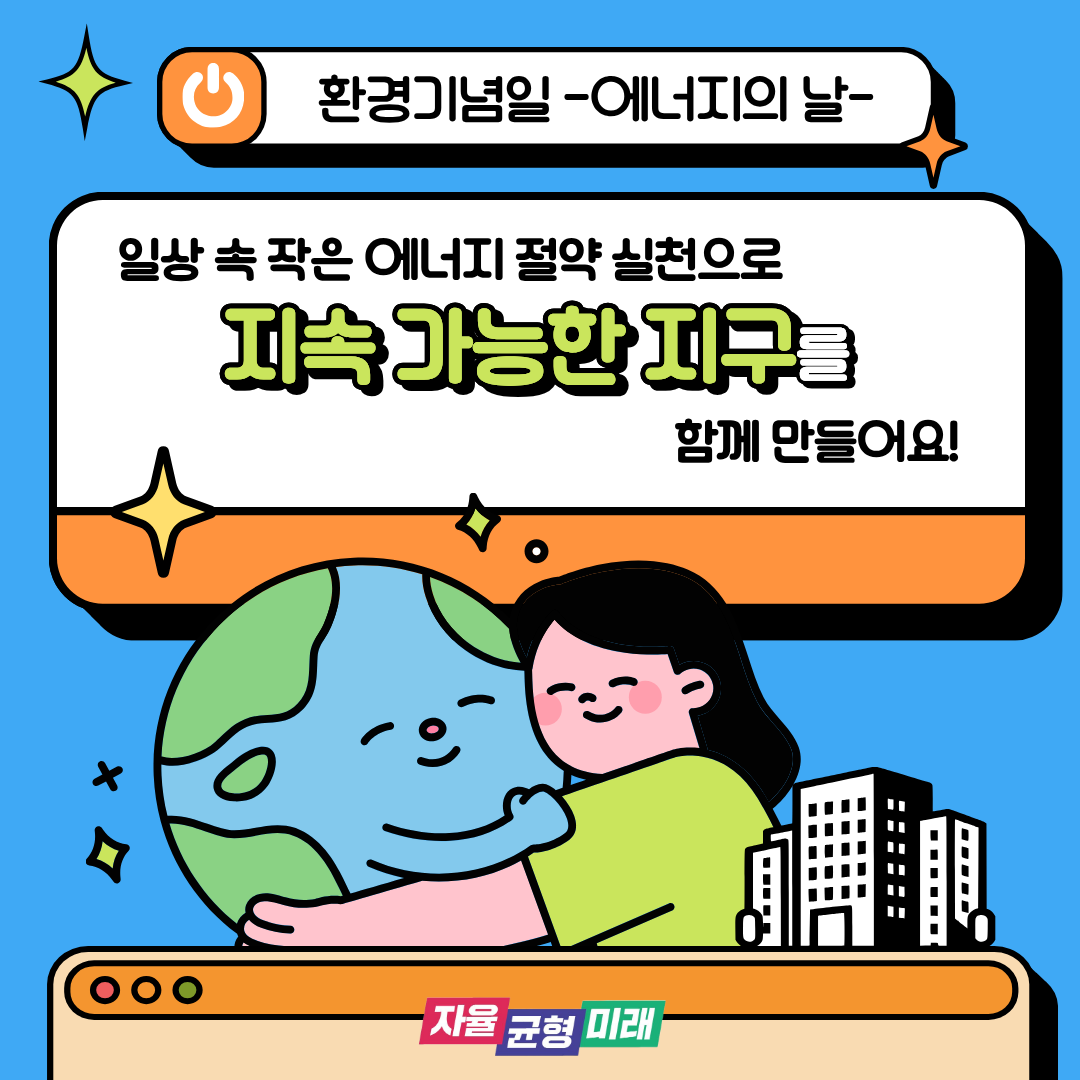 환경기념일 -에너지의 날-
일상 속 작은 에너지 절약 실천으로
지속 가능한 지구를
함께 만들어요!
자율 균형 미래